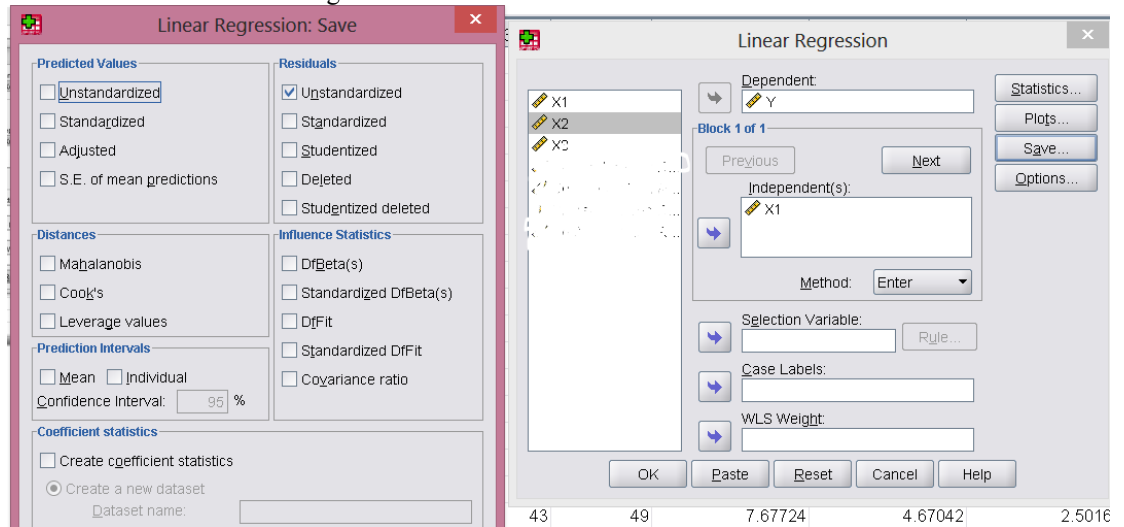 Linear Regression: Save
x
Predicted Values
Unstandardized
Standardized
Adjusted
S.E. of mean predictions
Residuals
Unstandardized
Standardized
Studentized
Deleted
Studentized deleted
Distances
Mahalanobis
Cook's
Leverage values
Influence Statistics
DfBeta(s)
Standardized DfBeta(s)
DfFit
Standardized DfFit
Covariance ratio
Prediction Intervals
Mean Individual
Confidence Interval: 95 %
Coefficient statistics
Create coefficient statistics
Create a new dataset
Dataset name:
Linear Regression
x
X1
X2
Dependent:
Y
Block 1 of 1
Previous Next
Independent(s):
X1
Method: Enter
Selection Variable:
Rule...
Case Labels:
WLS Weight:
Statistics...
Plots...
Save...
Options...
OK Paste Reset Cancel Help
43 49 7.67724 4.67042 2.5016